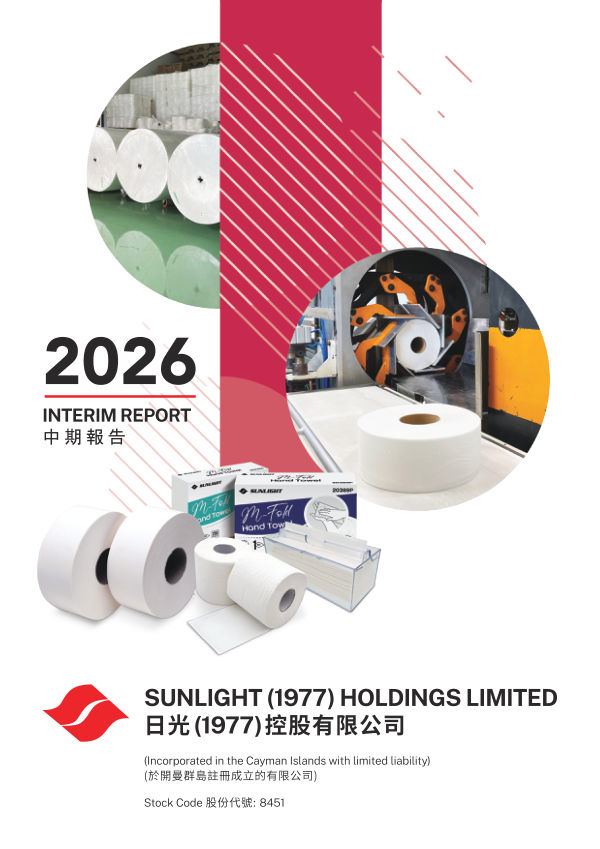 2026
INTERIM REPORT
中期報告
SUNLIGHT
M-Fold
Hand Towel
SUNLIGHT
M-Fold
Hand Towel
SUNLIGHT (1977) HOLDINGS LIMITED
日光(1977)控股有限公司
(Incorporated in the Cayman Islands with limited liability)
(於開曼群島註冊成立的有限公司)
Stock Code 股份代號: 8451